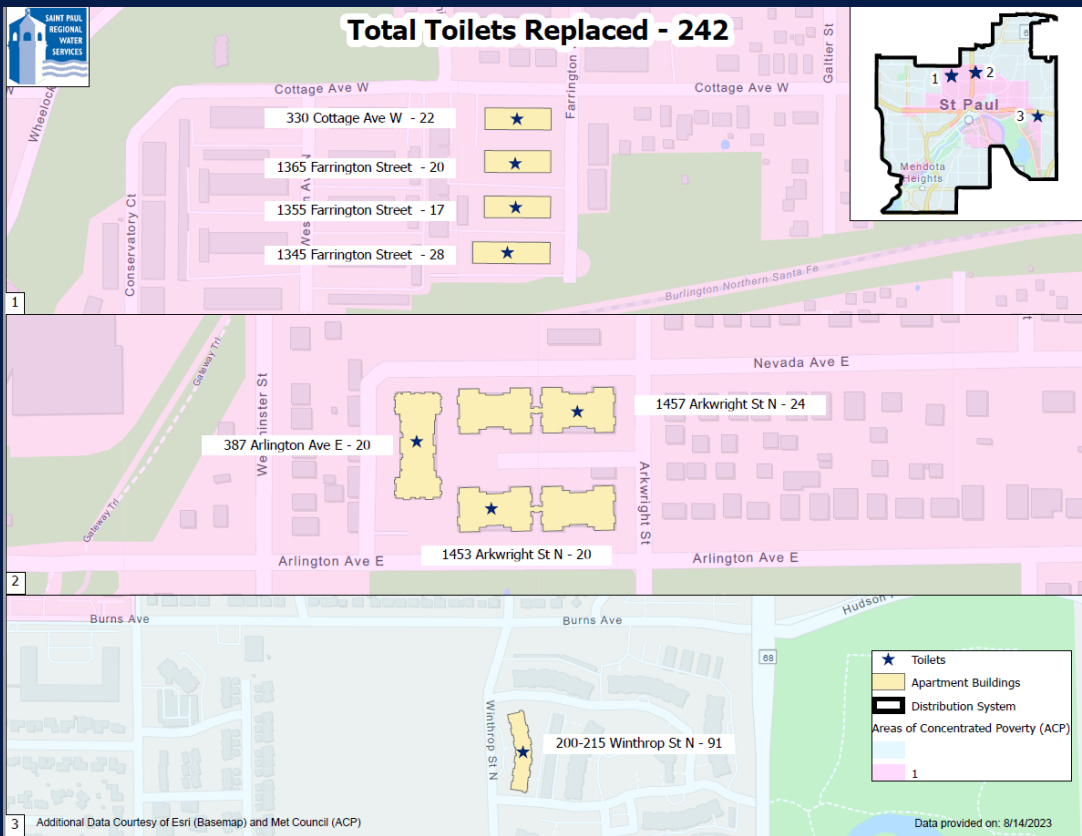 SAINT PAUL
REGIONAL
WATER
SERVICES
Total Toilets Replaced - 242
Wheelock
Cottage Ave W
Farrington
Cottage Ave W
Galtier St
330 Cottage Ave W - 22
1365 Farrington Street - 20
1355 Farrington Street - 17
1345 Farrington Street - 28
Conservatory Ct
Burlington Northern Santa Fe
1
1
2
St Paul
3
Mendota
Heights
Gateway Trl
Nevada Ave E
1457 Arkwright St N - 24
387 Arlington Ave E - 20
Arkwright St
Gateway Trl
1453 Arkwright St N - 20
Arlington Ave E
Arlington Ave E
2
Burns Ave
Burns Ave
Hudson
68
Winthrop St N
200-215 Winthrop St N - 91
Toilets
Apartment Buildings
Distribution System
Areas of Concentrated Poverty (ACP)
1
3
Additional Data Courtesy of Esri (Basemap) and Met Council (ACP)
Data provided on: 8/14/2023